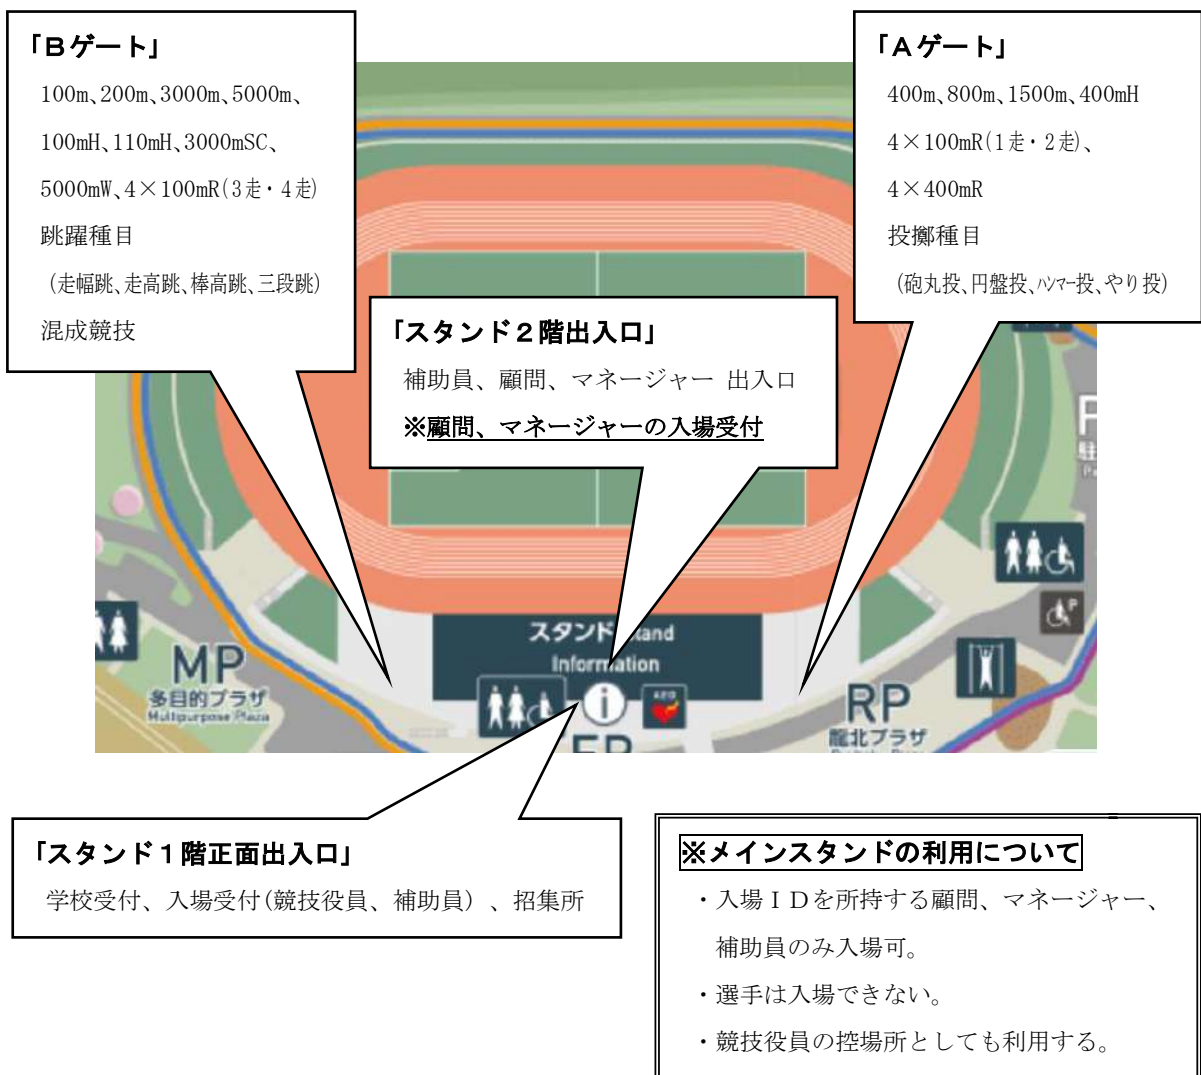 「Bゲート」
100m、200m、3000m、5000m、
100mH、110mH、3000mSC、
5000mW、4×100mR(3走・4走)
跳躍種目
(走幅跳、走高跳、棒高跳、三段跳)
混成競技
「Aゲート」
400m、800m、1500m、400mH
4×100mR(1走・2走)、
4×400mR
投擲種目
(砲丸投、円盤投、ハンマー投、やり投)
「スタンド2階出入口」
補助員、顧問、マネージャー 出入口
※顧問、マネージャーの入場受付
スタンド
Information
AED
MP
多目的プラザ
Multipurpose Plaza
RP
龍北プラザ
P
「スタンド1階正面出入口」
学校受付、入場受付(競技役員、補助員) 、招集所
※メインスタンドの利用について
・入場IDを所持する顧問、マネージャー、
補助員のみ入場可。
・選手は入場できない。
・競技役員の控場所としても利用する。